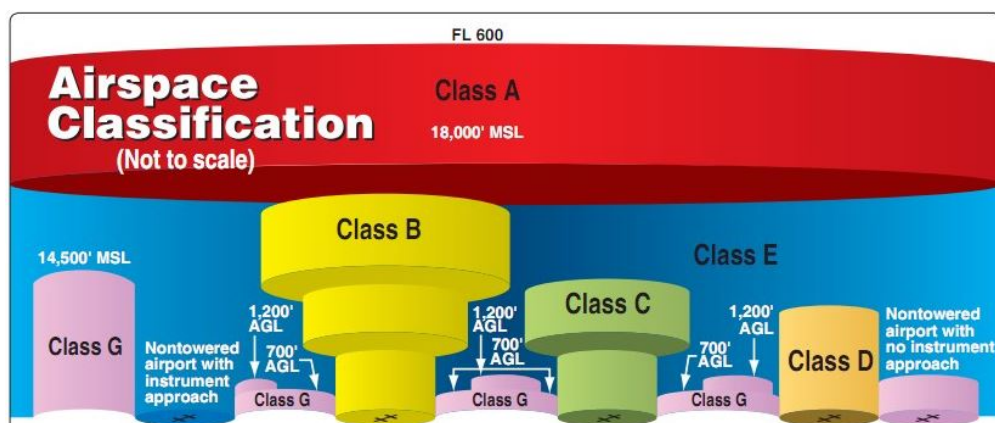 FL 600
Airspace
Classification
(Not to scale)
Class A
18,000' MSL
Class B
14,500' MSL
Class E
Class C
1,200'
AGL
700'
AGL
1,200'
AGL
700'
AGL
1,200'
AGL
700'
AGL
Class G
Nontowered
airport with
instrument
approach
Class G
Class G
Class G
Class D
Nontowered
airport with
no instrument
approach